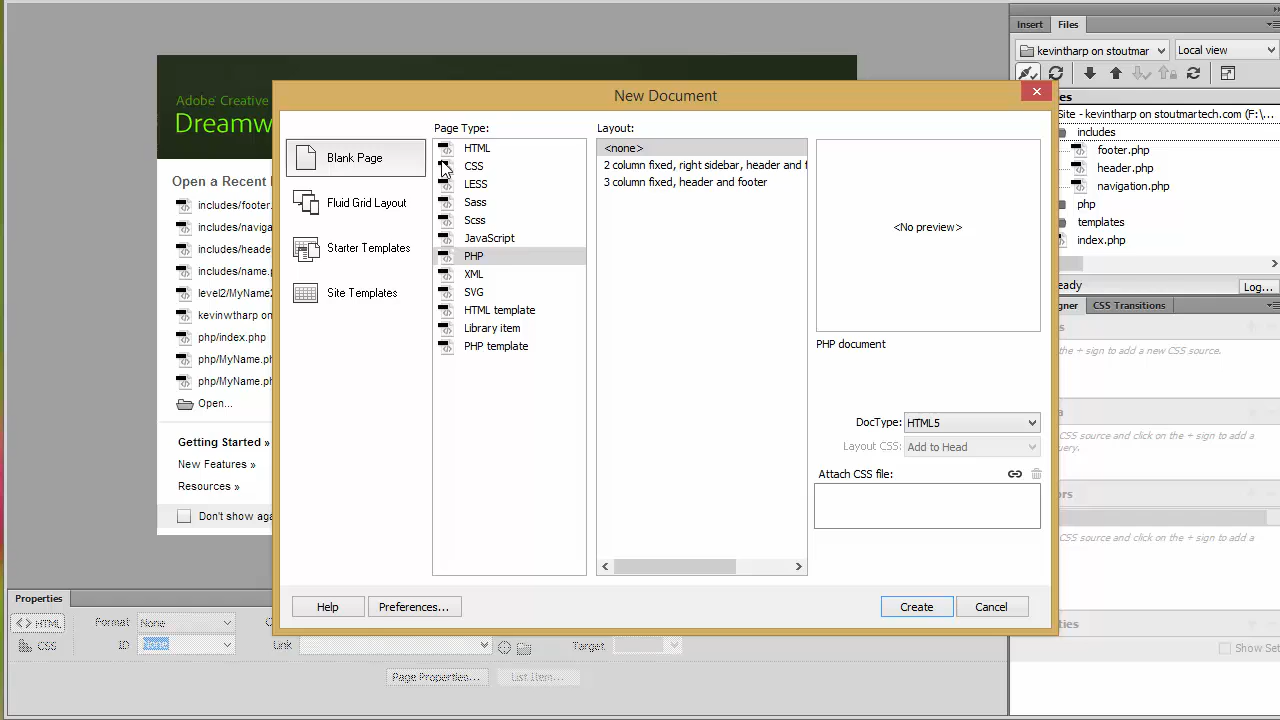 Insert Files
kevintharp on stoutmar Local view
Adobe Creative
Dreamw
Open a Recent
includes/footer.
includes/naviga
includes/heade
includes/name.
level2/MyName2
kevinwtharp on
php/index.php
php/MyName.ph
php/MyName.ph
Open...
Getting Started »
New Features »
Resources »
Don't show aga
New Document
Blank Page
Fluid Grid Layout
Starter Templates
Site Templates
Page Type:
HTML
CSS
LESS
Sass
Scss
JavaScript
PHP
XML
SVG
HTML template
Library item
PHP template
Layout:
<none>
2 column fixed, right sidebar, header and f
3 column fixed, header and footer
<No preview>
PHP document
DocType: HTML5
Layout CSS: Add to Head
Attach CSS file:
Help Preferences... Create Cancel
es
Site - kevintharp on stoutmartech.com (F:\
includes
footer.php
header.php
navigation.php
php
templates
index.php
eady Log...
gner CSS Transitions
s
the + sign to add a new CSS source.
a
CSS source and click on the + sign to add a
query.
ors
CSS source and click on the + sign to add a
ties
Show Set
Properties
<> HTML Format None
CSS ID None Link Target
Page Properties... List Item...